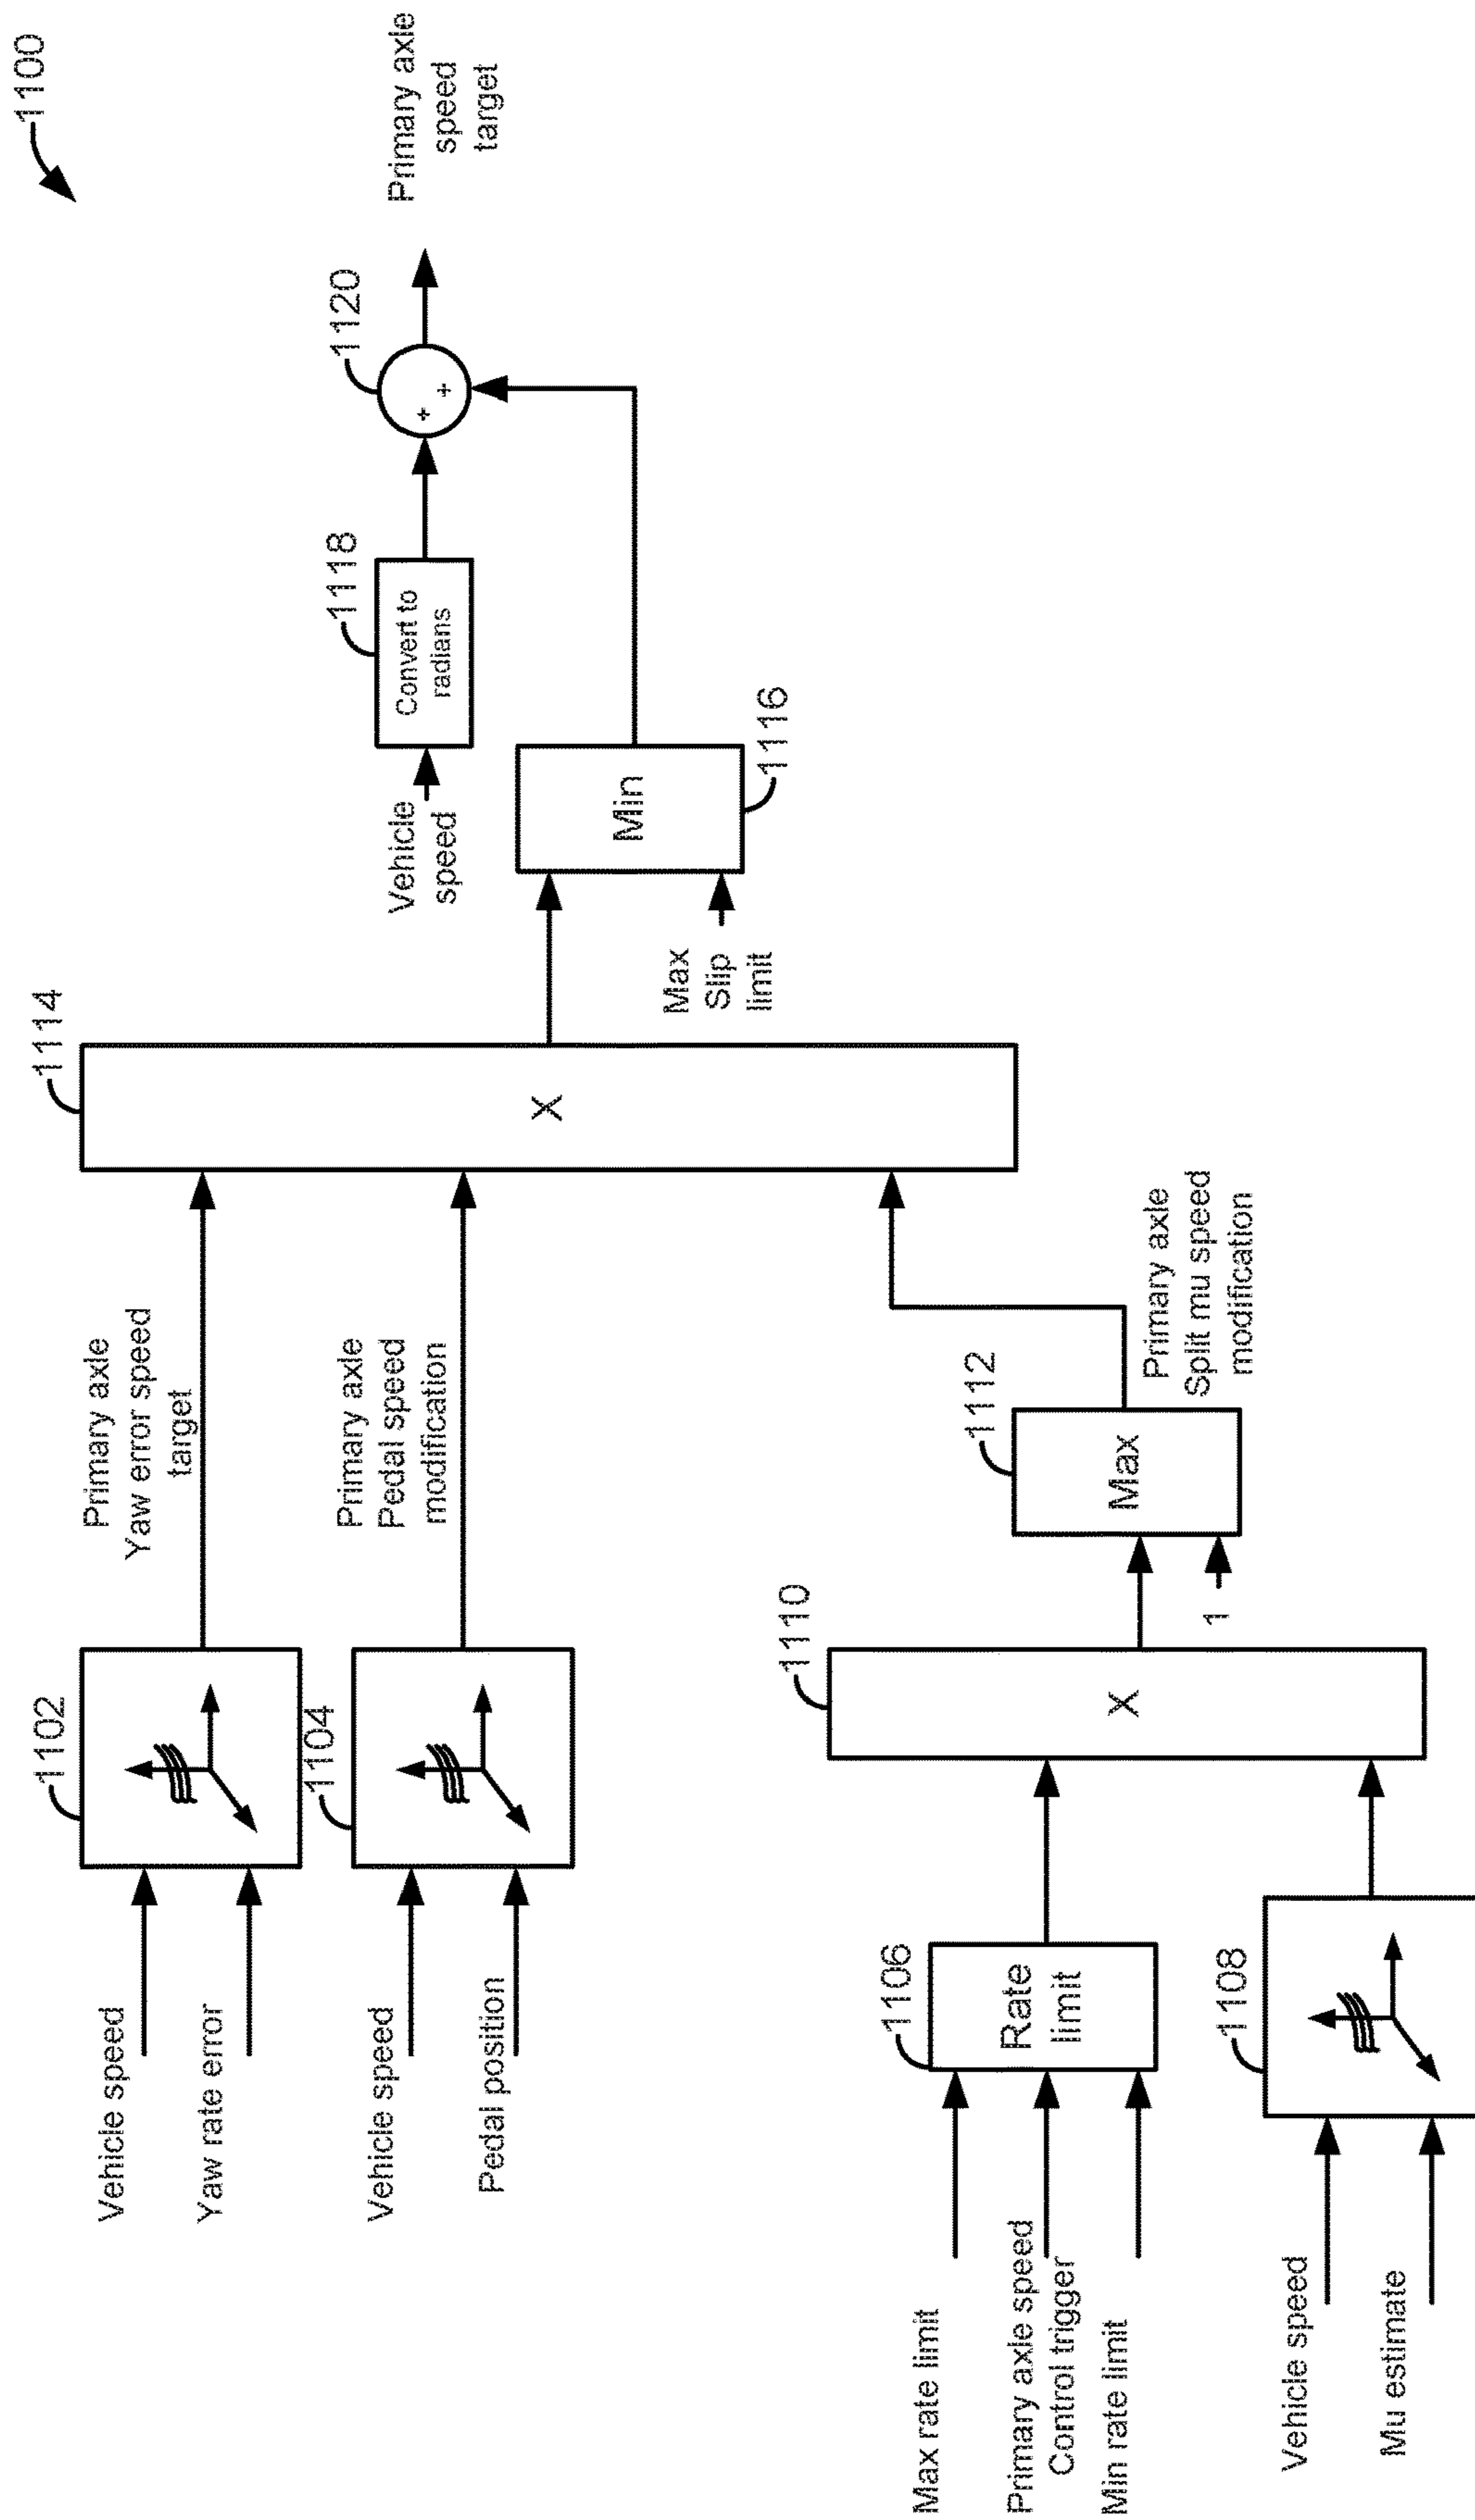 1100
Vehicle speed
Yaw rate error
1102
Primary axle
Yaw error speed
target
Vehicle speed
Pedal position
1104
Primary axle
Pedal speed
modification
1114
X
Vehicle
speed
1118
Convert to
radians
1120
+
+
Primary axle
speed
target
Max
Slip
limit
Min
1116
Max rate limit
Primary axle speed
Control trigger
Min rate limit
1106
Rate
limit
1110
X
1
1112
Max
Primary axle
Split mu speed
modification
Vehicle speed
Mu estimate
1108